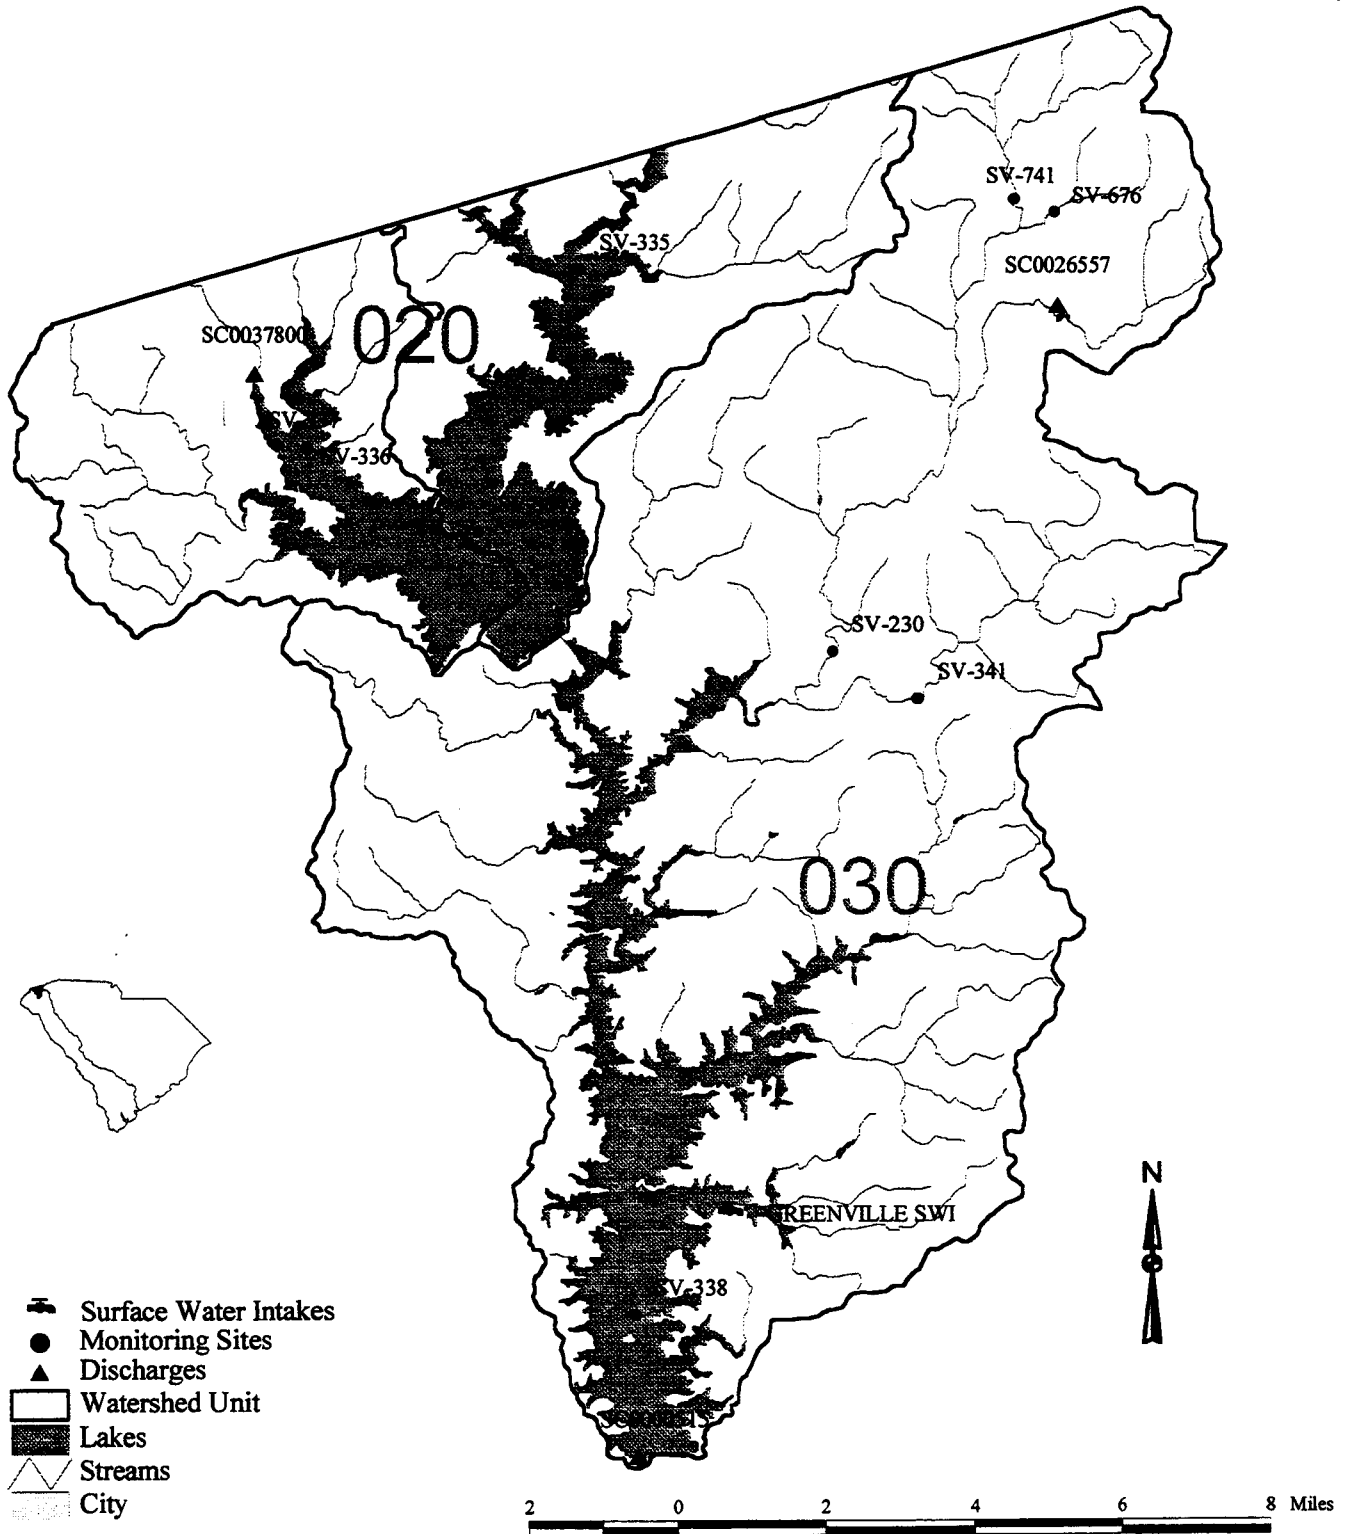 SV-741
SV-676
SV-335
SC0026557
020
SC0037800
SV
V-336
SV-230
SV-341
030
N
REENVILLE SWI
V-338
Surface Water Intakes
Monitoring Sites
Discharges
Watershed Unit
Lakes
Streams
City
2 0 2 4 6 8 Miles